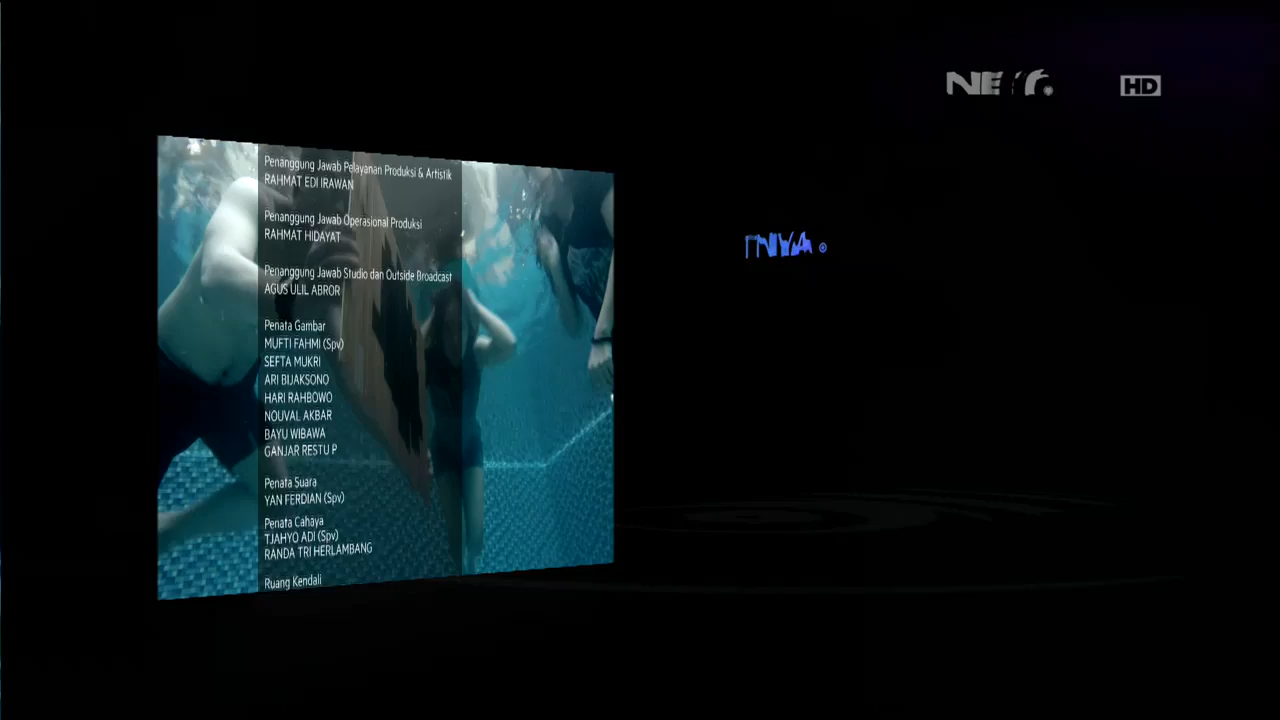 Penanggung Jawab Pelayanan Produksi & Artistik
RAHMAT EDI IRAWAN
Penanggung Jawab Operasional Produksi
RAHMAT HIDAYAT
Penanggung Jawab Studio dan Outside Broadcast
AGUS ULIL ABROR
Penata Gambar
MUFTI FAHMI (Spv)
SEFTA MUKRI
ARI BIJAKSONO
HARI RAHBOWO
NOUVAL AKBAR
BAYU WIBAWA
GANJAR RESTU P
Penata Suara
YAN FERDIAN (Spv)
Penata Cahaya
TJAHYO ADI (Spv)
RANDA TRI HERLAMBANG
Ruang Kendali
HD